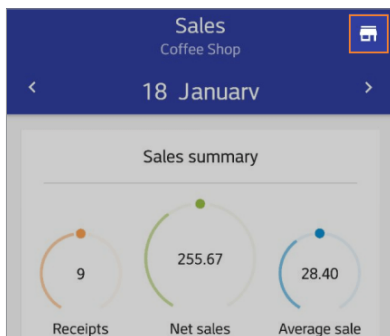 Sales
Coffee Shop
18 January
Sales summary
9
255.67
28.40
Receipts
Net sales
Average sale